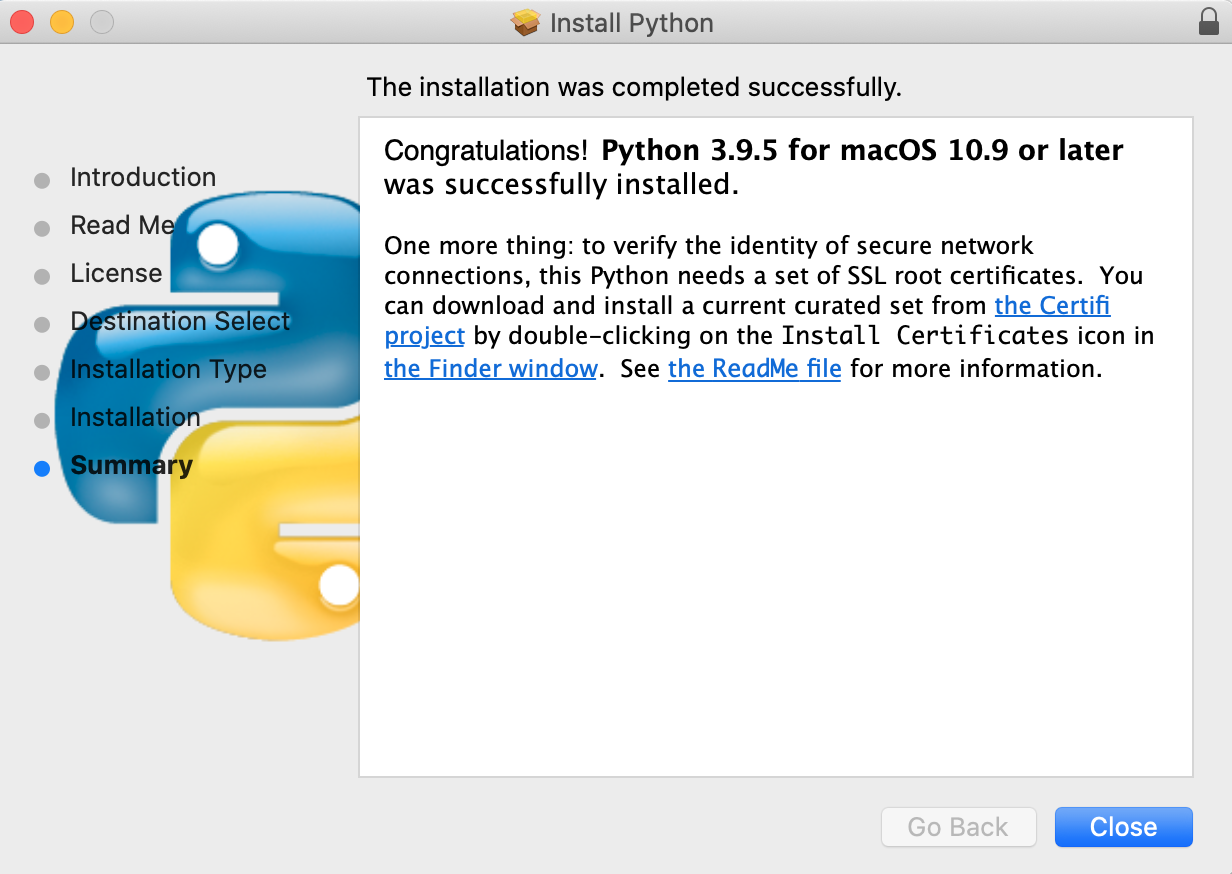 Install Python
The installation was completed successfully.
Introduction
Read Me
License
Destination Select
Installation Type
Installation
Summary
Congratulations! Python 3.9.5 for macOS 10.9 or later
was successfully installed.
One more thing: to verify the identity of secure network
connections, this Python needs a set of SSL root certificates. You
can download and install a current curated set from the Certifi
project by double-clicking on the Install Certificates icon in
the Finder window. See the ReadMe file for more information.
Go Back
Close